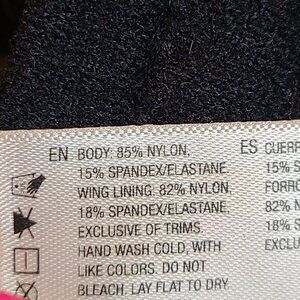 EN BODY. 85% NYLON,
15% SPANDEX/ELASTANE.
WING LINING: 82% NYLON,
18% SPANDEX/ELASTANE.
EXCLUSIVE OF TRIMS.
HAND WASH COLD, WITH
LIKE COLORS. DO NOT
BLEACH. LAY FLAT TO DRY.
ES CUERP
15% S
FORRO
82% N
18% S
EXCLU